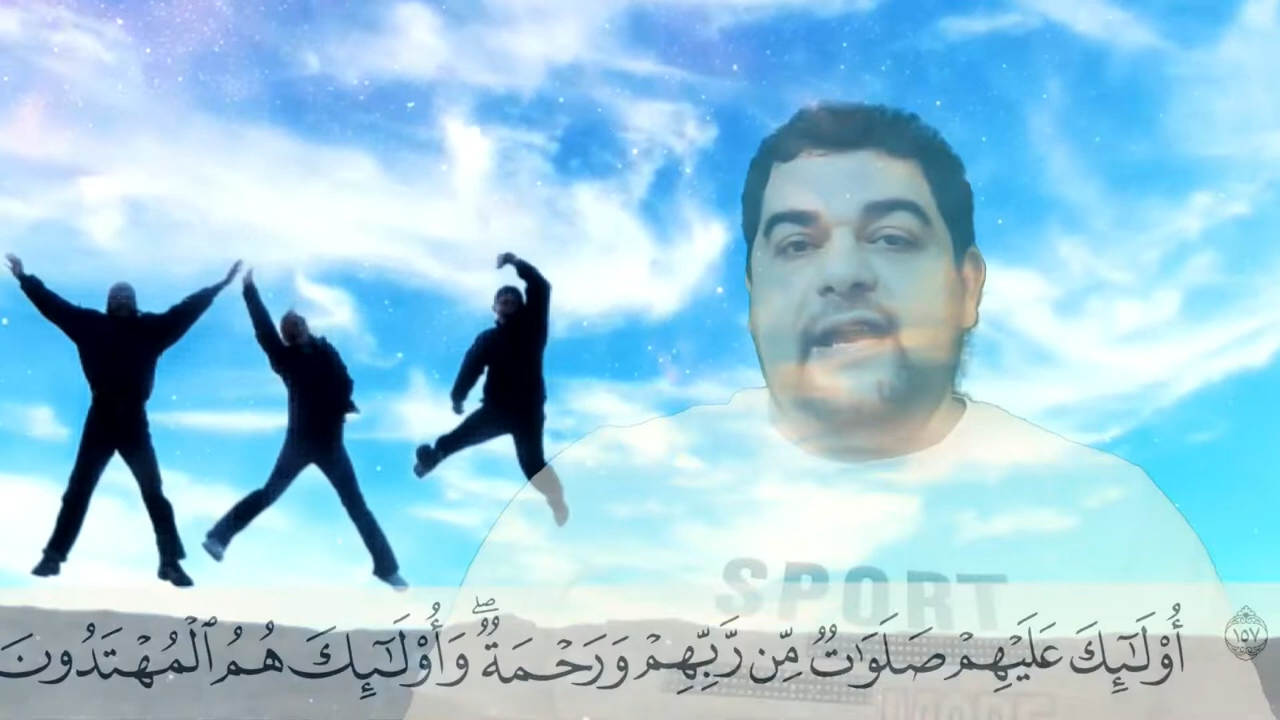 SPORT
١٥٧ أُوْلَـٰٓئِكَ عَلَيْهِمْ صَلَوَٰتٌ مِّن رَّبِّهِمْ وَرَحْمَةٌ ۖ وَأُوْلَـٰٓئِكَ هُمُ ٱلْمُهْتَدُونَ